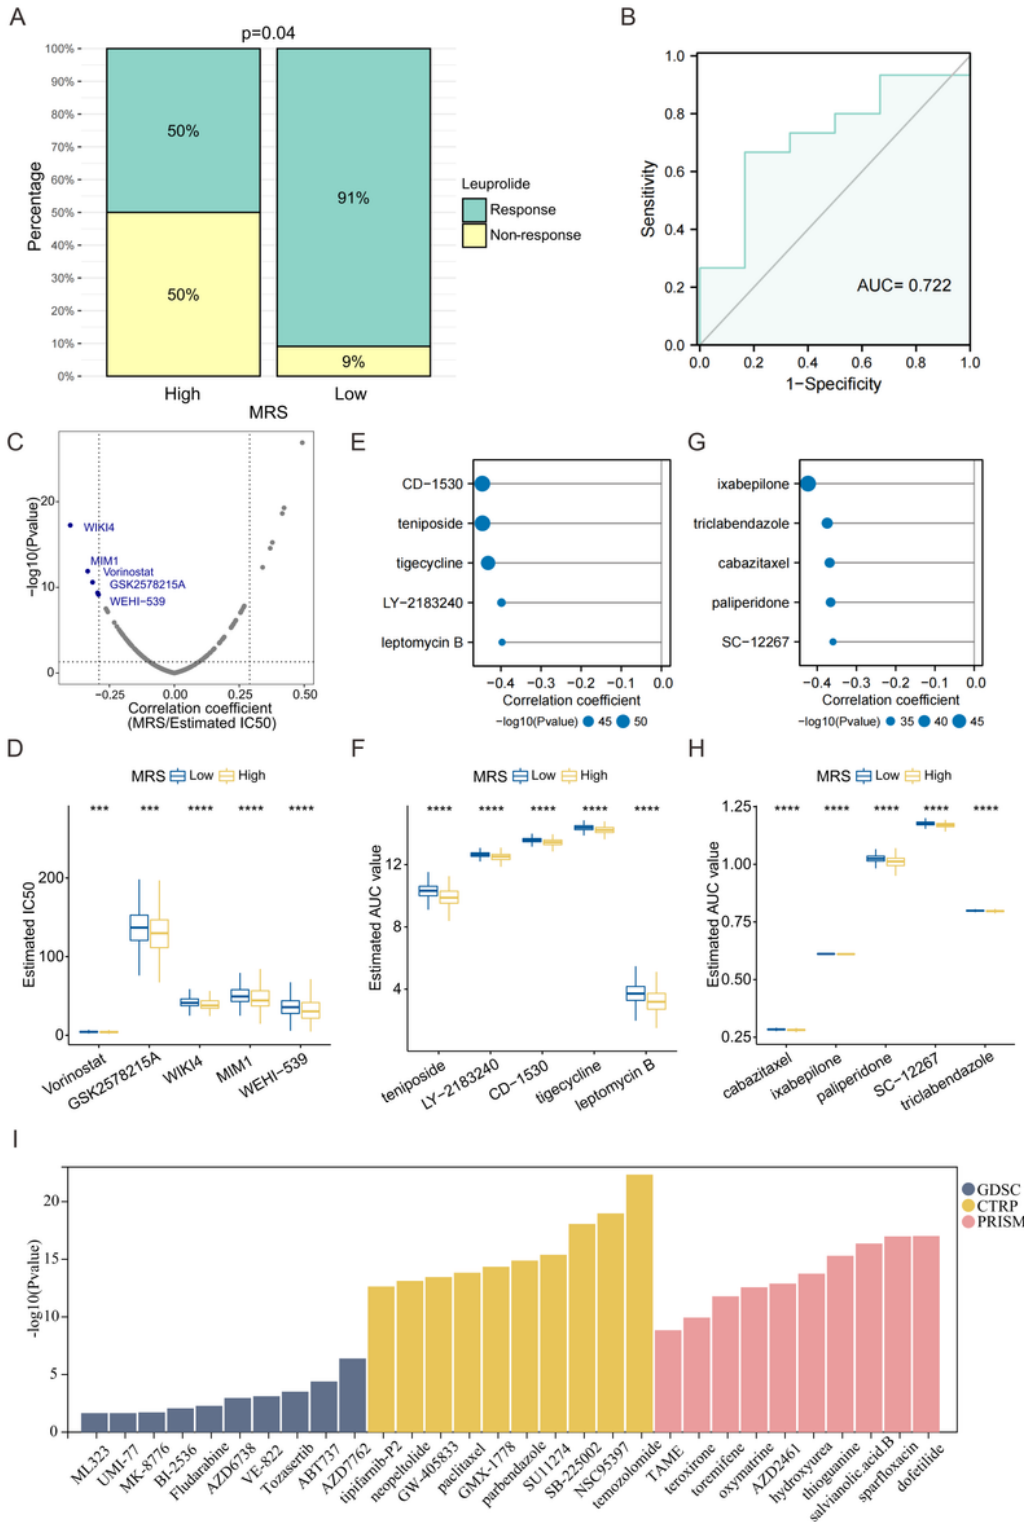 A
p=0.04
100%
90%
80%
70%
60%
50%
40%
30%
20%
10%
0%
Percentage
50%
50%
91%
9%
High
Low
MRS
Leuprolide
Response
Non-response
B
1.0
0.8
0.6
0.4
0.2
0.0
Sensitivity
AUC= 0.722
0.0 0.2 0.4 0.6 0.8 1.0
1−Specificity
C
−log10(Pvalue)
20
10
0
WIKI4
MIM1
Vorinostat
GSK2578215A
WEHI−539
−0.25 0.00 0.25 0.50
Correlation coefficient
(MRS/Estimated IC50)
E
CD−1530
teniposide
tigecycline
LY−2183240
leptomycin B
−0.4 −0.3 −0.2 −0.1 0.0
Correlation coefficient
−log10(Pvalue) 45 50
G
ixabepilone
triclabendazole
cabazitaxel
paliperidone
SC−12267
−0.4 −0.3 −0.2 −0.1 0.0
Correlation coefficient
−log10(Pvalue) 35 40 45
D
MRS Low High
*** *** **** **** ****
Estimated IC50
200
100
0
Vorinostat
GSK2578215A
WIKI4
MIM1
WEHI−539
F
MRS Low High
**** **** **** **** ****
Estimated AUC value
12
8
4
teniposide
LY−2183240
CD−1530
tigecycline
leptomycin B
H
MRS Low High
**** **** **** **** ****
Estimated AUC value
1.25
1.00
0.75
0.50
0.25
cabazitaxel
ixabepilone
paliperidone
SC−12267
triclabendazole
I
-log10(Pvalue)
20
15
10
5
0
GDSC
CTRP
PRISM
ML323
UMI-77
MK-8776
BI-2536
Fludarabine
AZD6738
VE-822
Tozasertib
ABT737
AZD7762
tipifarnib-P2
neopeltolide
GW-405833
paclitaxel
GMX-1778
parbendazole
SU11274
SB-225002
NSC95397
temozolomide
TAME
teroxirone
toremifene
oxymatrine
AZD2461
hydroxyurea
thioguanine
salvianolic.acid.B
sparfloxacin
dofetilide